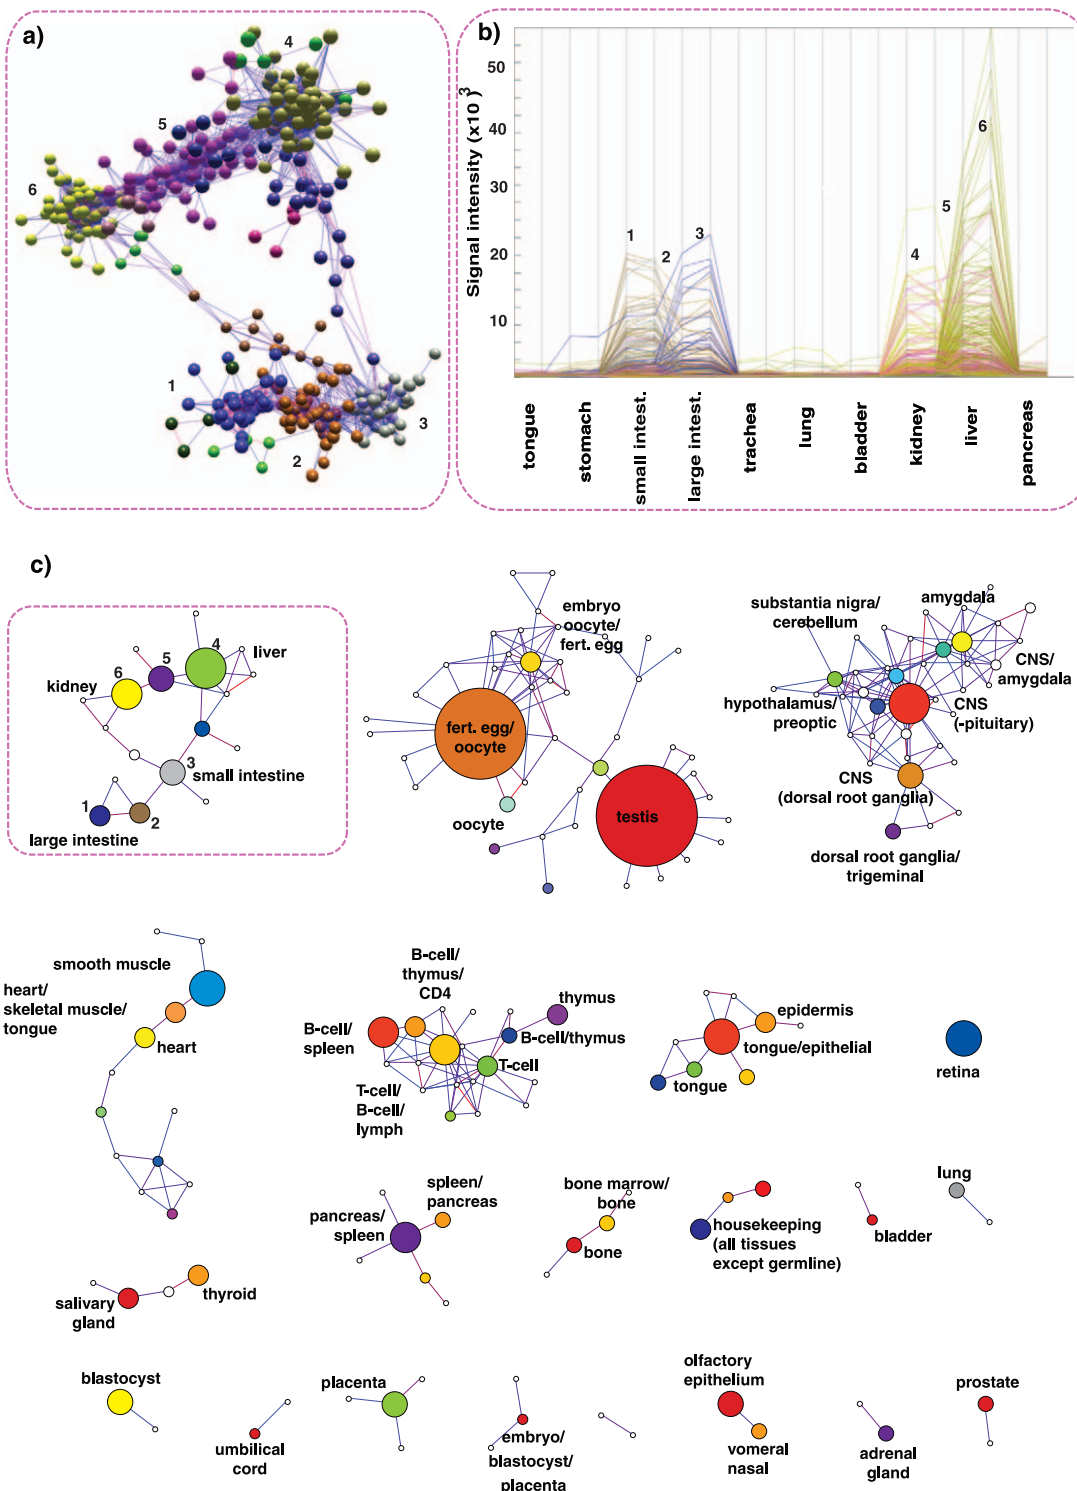 a)
4
5
6
1
2
3
b)
Signal intensity (x10 3)
50
40
30
20
10
1
2
3
4
5
6
tongue
stomach
small intest.
large intest.
trachea
lung
bladder
kidney
liver
pancreas
c)
kidney
6
5
4
liver
3
small intestine
1
2
large intestine
embryo
oocyte/
fert. egg
fert. egg/
oocyte
oocyte
testis
substantia nigra/
cerebellum
amygdala
CNS/
amygdala
hypothalamus/
preoptic
CNS
(-pituitary)
CNS
(dorsal root ganglia)
dorsal root ganglia/
trigeminal
smooth muscle
heart/
skeletal muscle/
tongue
heart
B-cell/
thymus/
CD4
B-cell/
spleen
thymus
B-cell/thymus
T-cell
T-cell/
B-cell/
lymph
epidermis
tongue/epithelial
tongue
retina
pancreas/
spleen
spleen/
pancreas
bone marrow/
bone
bone
housekeeping
(all tissues
except germline)
bladder
lung
salivary
gland
thyroid
blastocyst
umbilical
cord
placenta
embryo/
blastocyst/
placenta
olfactory
epithelium
vomeral
nasal
adrenal
gland
prostate